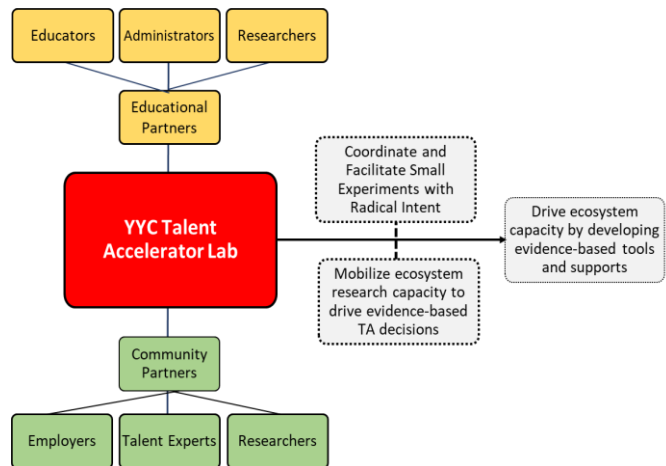 Educators
Administrators
Researchers
Educational
Partners
YYC Talent
Accelerator Lab
Coordinate and
Facilitate Small
Experiments with
Radical Intent
Mobilize ecosystem
research capacity to
drive evidence-based
TA decisions
Drive ecosystem
capacity by developing
evidence-based tools
and supports
Community
Partners
Employers
Talent Experts
Researchers